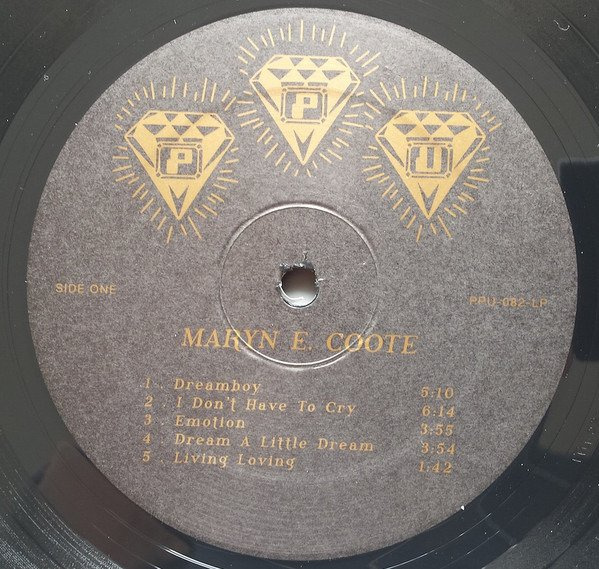 P P U
SIDE ONE
PPU-082-LP
MARYN E. COOTE
1 . Dreamboy 5:10
2 . I Don't Have To Cry 6:14
3 . Emotion 3:55
4 . Dream A Little Dream 3:54
5 . Living Loving 1:42